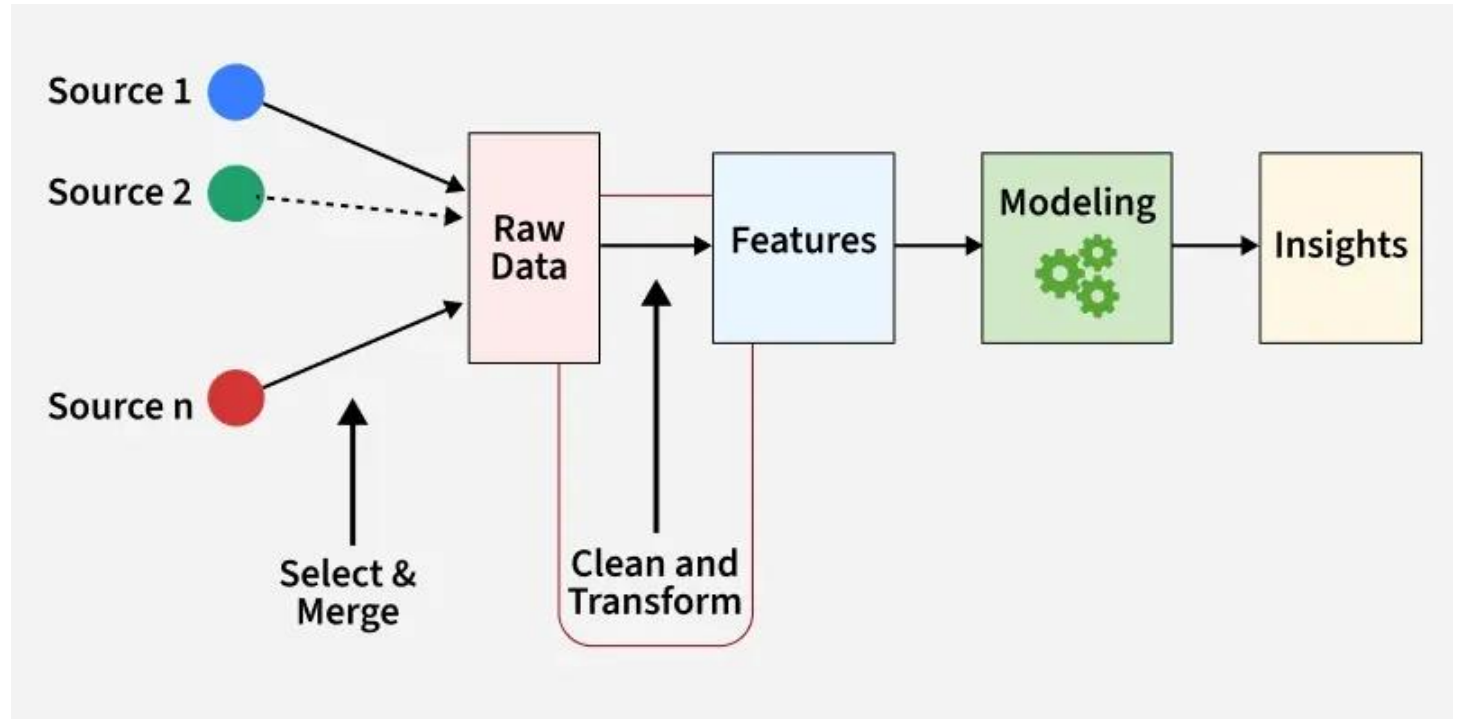 Source 1
Source 2
Source n
Select &
Merge
Raw
Data
Clean and
Transform
Features
Modeling
Insights